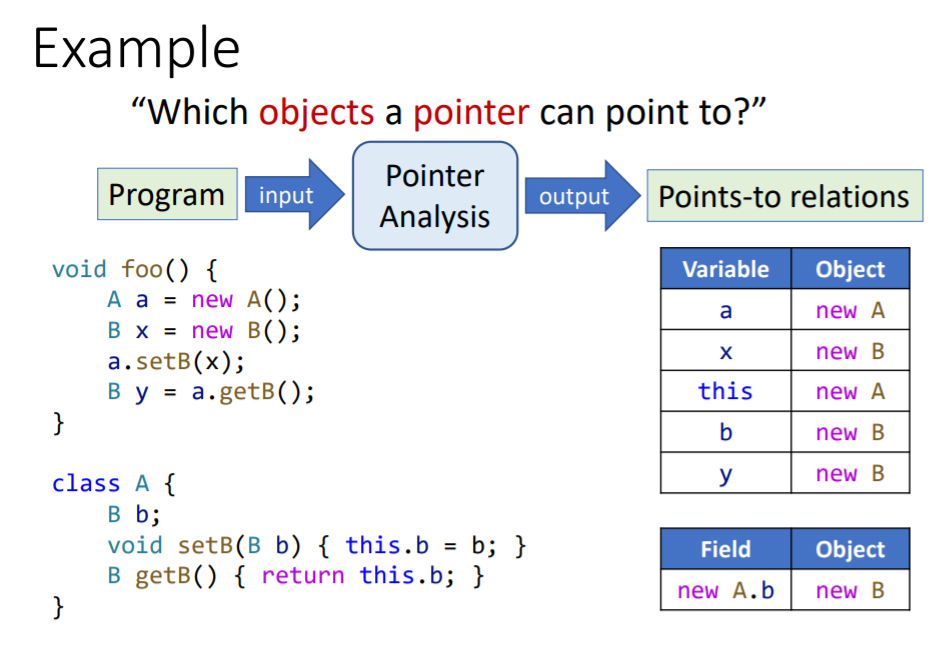 Example
“Which objects a pointer can point to?”
Program
input
Pointer
Analysis
output
Points-to relations
void foo() {
    A a = new A();
    B x = new B();
    a.setB(x);
    B y = a.getB();
}
class A {
    B b;
    void setB(B b) { this.b = b; }
    B getB() { return this.b; }
}
Variable Object
a new A
x new B
this new A
b new B
y new B
Field Object
new A.b new B